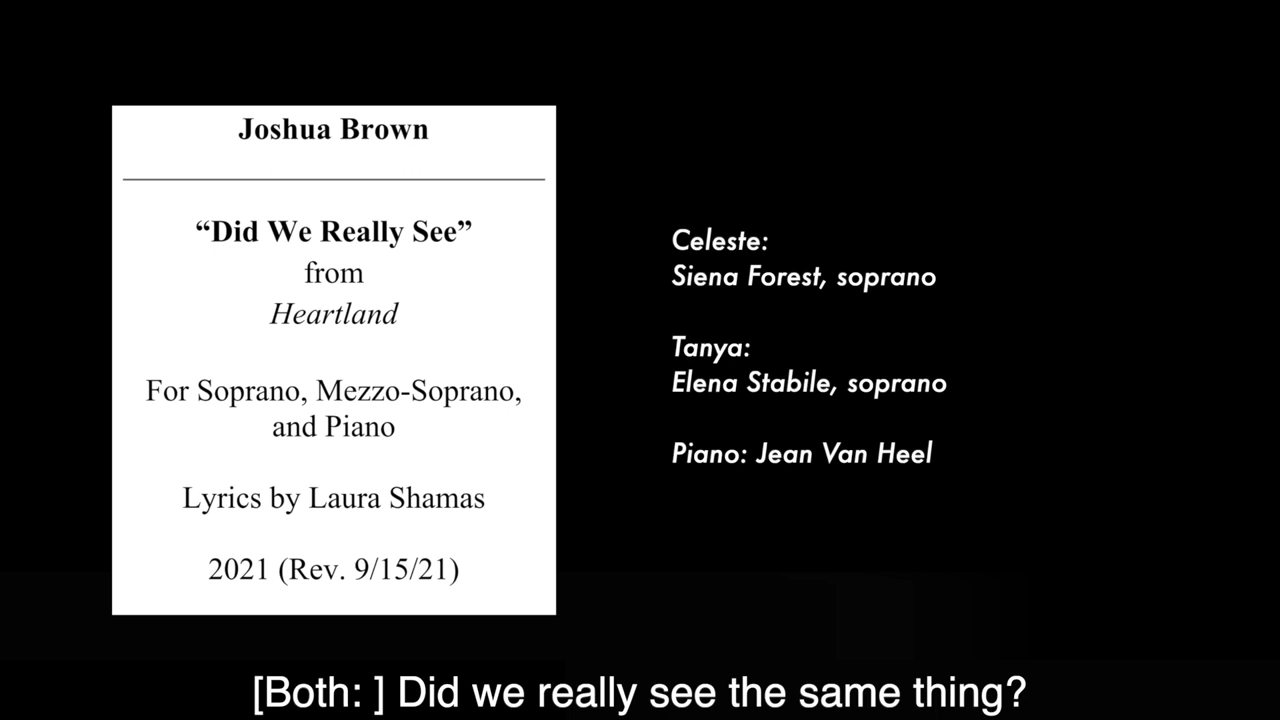 Joshua Brown
“Did We Really See”
from
Heartland
For Soprano, Mezzo-Soprano,
and Piano
Lyrics by Laura Shamas
2021 (Rev. 9/15/21)
Celeste:
Siena Forest, soprano
Tanya:
Elena Stabile, soprano
Piano: Jean Van Heel
[Both: ] Did we really see the same thing?